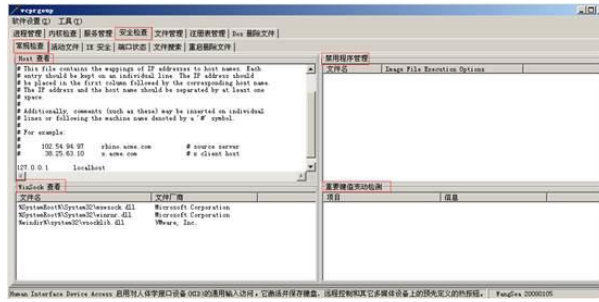 wsyprgoup
软件设置(Q) 工具(Q)
进程管理 内核检查 服务管理 安全检查 文件管理 注册表管理 Dos 删除文件
常规检查 活动文件 IE 安全 端口状态 文件搜索 重启删除文件
Host 查看
# This file contains the mappings of IP addresses to host names. Each
# entry should be kept on an individual line. The IP address should
# be placed in the first column followed by the corresponding host name.
# The IP address and the host name should be separated by at least one
# space.
#
# Additionally, comments (such as these) may be inserted on individual
# lines or following the machine name denoted by a '#' symbol.
#
# For example:
#
# 102.54.94.97 rhino.acme.com # source server
# 38.25.63.10 x.acme.com # x client host
127.0.0.1 localhost
禁用程序管理
文件名 Image File Execution Options
WinSock 查看
文件名 文件厂商
%SystemRoot%\System32\mswsock.dll Microsoft Corporation
%SystemRoot%\System32\winrnr.dll Microsoft Corporation
%windir%\system32\vsocklib.dll VMware, Inc.
重要键值变动检测
项目 信息
Human Interface Device Access 启用对人体学接口设备(HID)的通用输入访问，它激活并保存键盘、远程控制和其它多媒体设备上的预先定义的热按钮。 WangSea 20080105